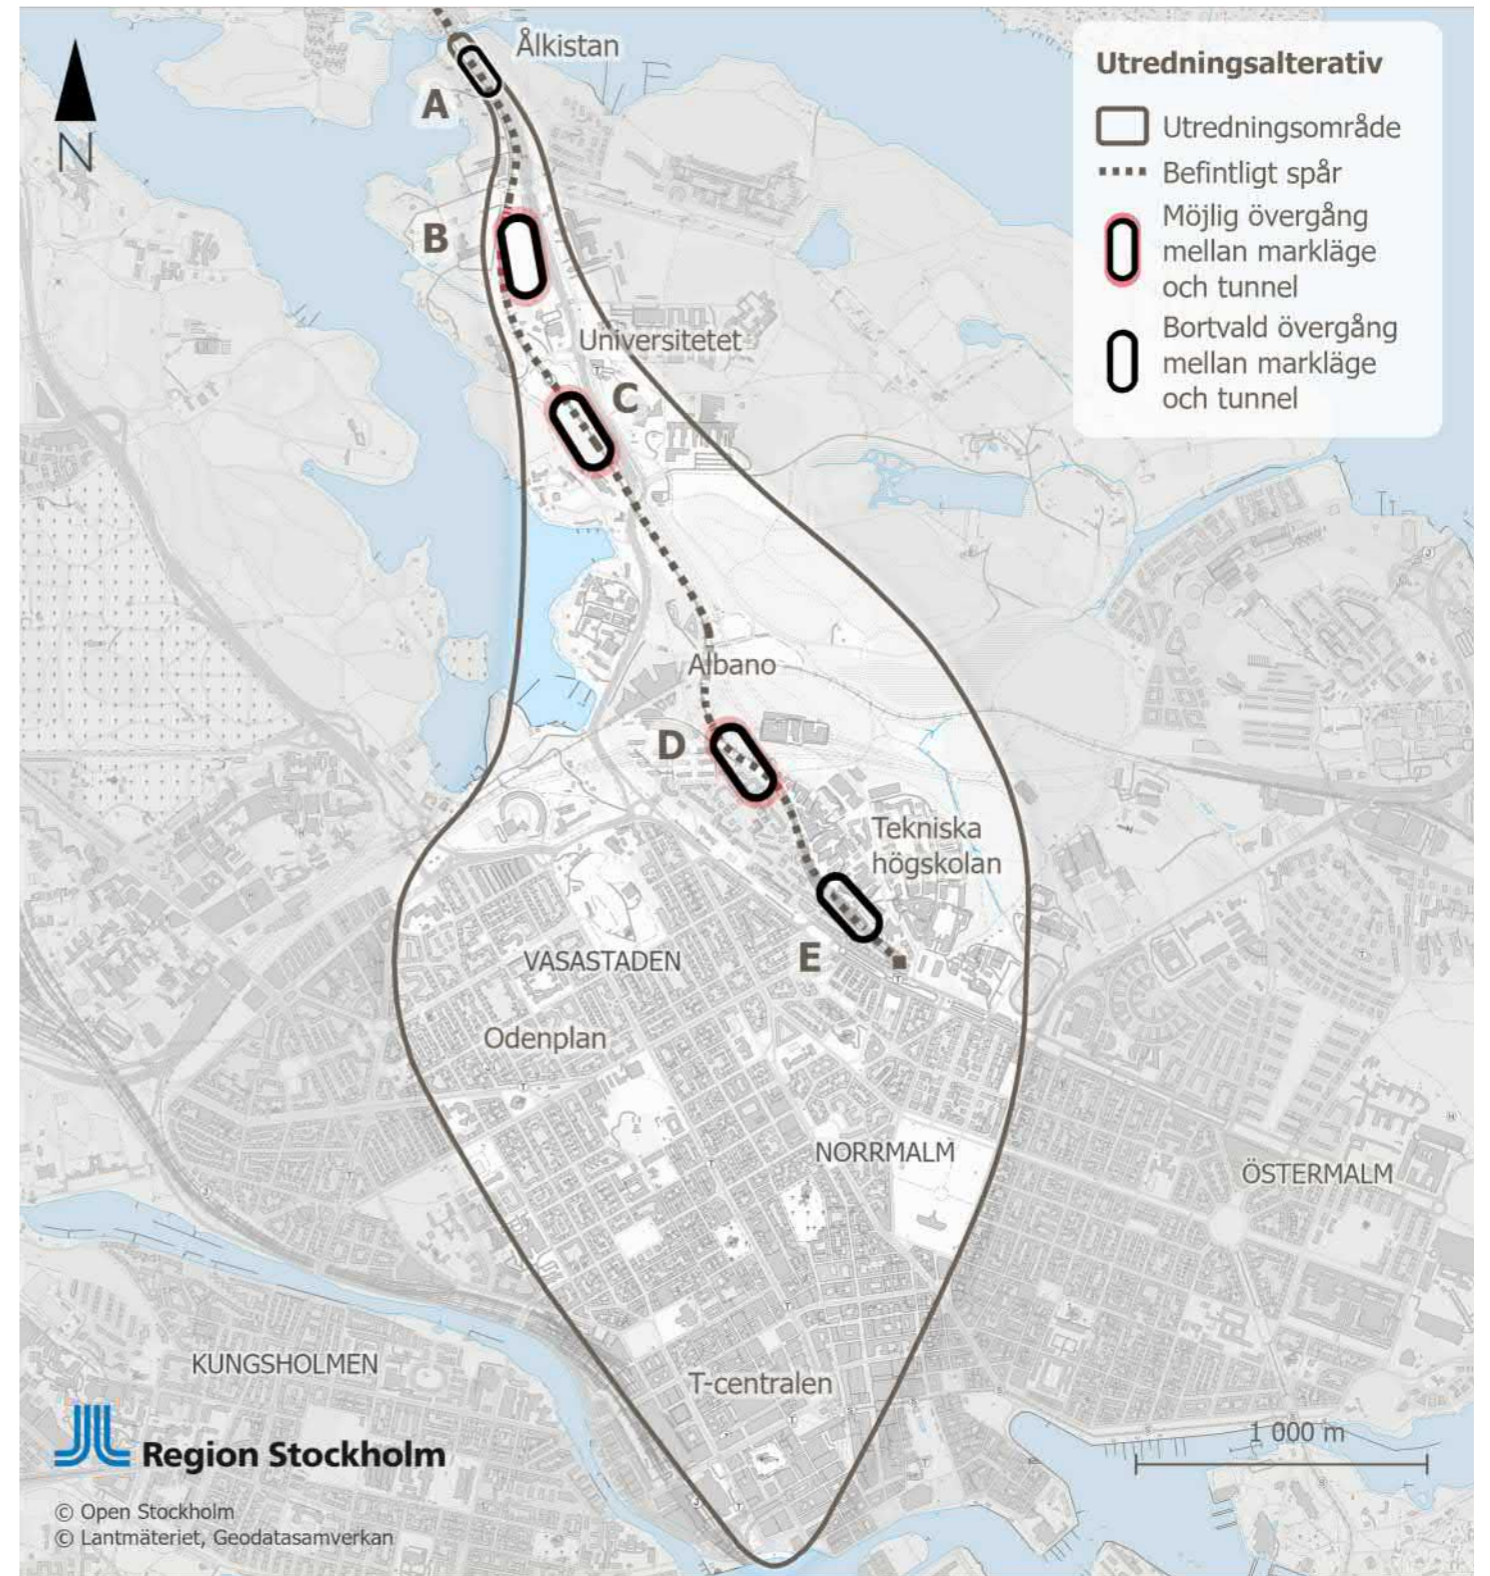 Ålkistan
A
N
B
Universitetet
C
Albano
D
Tekniska
högskolan
E
VASASTADEN
Odenplan
NORRMALM
ÖSTERMALM
KUNGSHOLMEN
T-centralen
Utredningsalterativ
Utredningsområde
Befintligt spår
Möjlig övergång
mellan markläge
och tunnel
Bortvald övergång
mellan markläge
och tunnel
1 000 m
Region Stockholm
© Open Stockholm
© Lantmäteriet, Geodatasamverkan